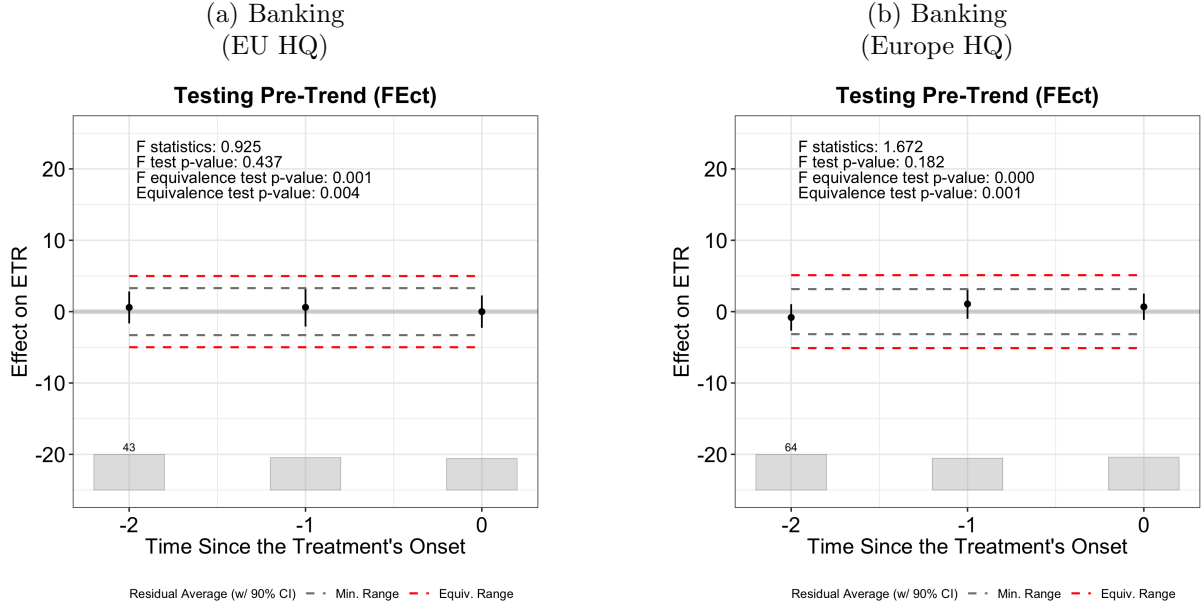 (a) Banking
(EU HQ)
Testing Pre-Trend (FEct)
F statistics: 0.925
F test p-value: 0.437
F equivalence test p-value: 0.001
Equivalence test p-value: 0.004
Effect on ETR
20
10
0
-10
-20
43
-2
-1
0
Time Since the Treatment's Onset
Residual Average (w/ 90% CI)
Min. Range
Equiv. Range
(b) Banking
(Europe HQ)
Testing Pre-Trend (FEct)
F statistics: 1.672
F test p-value: 0.182
F equivalence test p-value: 0.000
Equivalence test p-value: 0.001
Effect on ETR
20
10
0
-10
-20
64
-2
-1
0
Time Since the Treatment's Onset
Residual Average (w/ 90% CI)
Min. Range
Equiv. Range